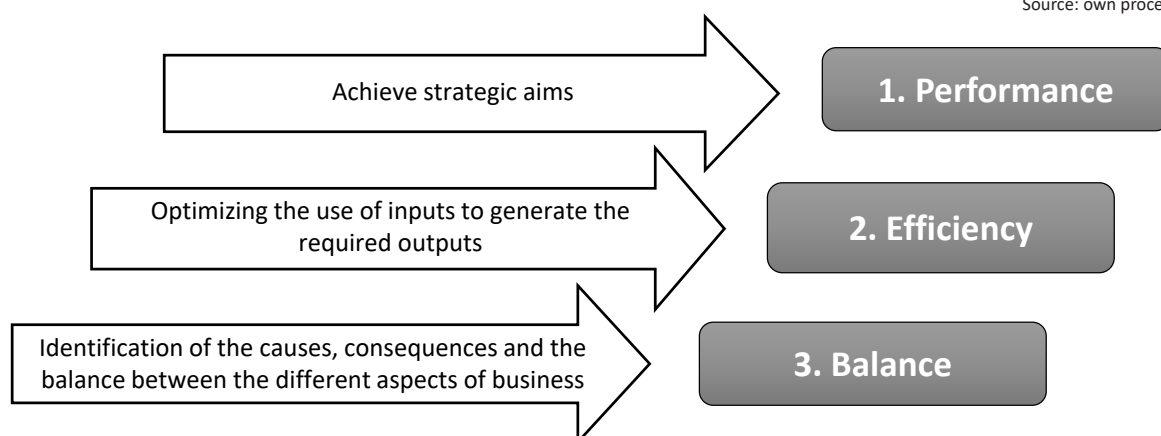 Source: own proce
Achieve strategic aims
1. Performance
Optimizing the use of inputs to generate the
required outputs
2. Efficiency
Identification of the causes, consequences and the
balance between the different aspects of business
3. Balance